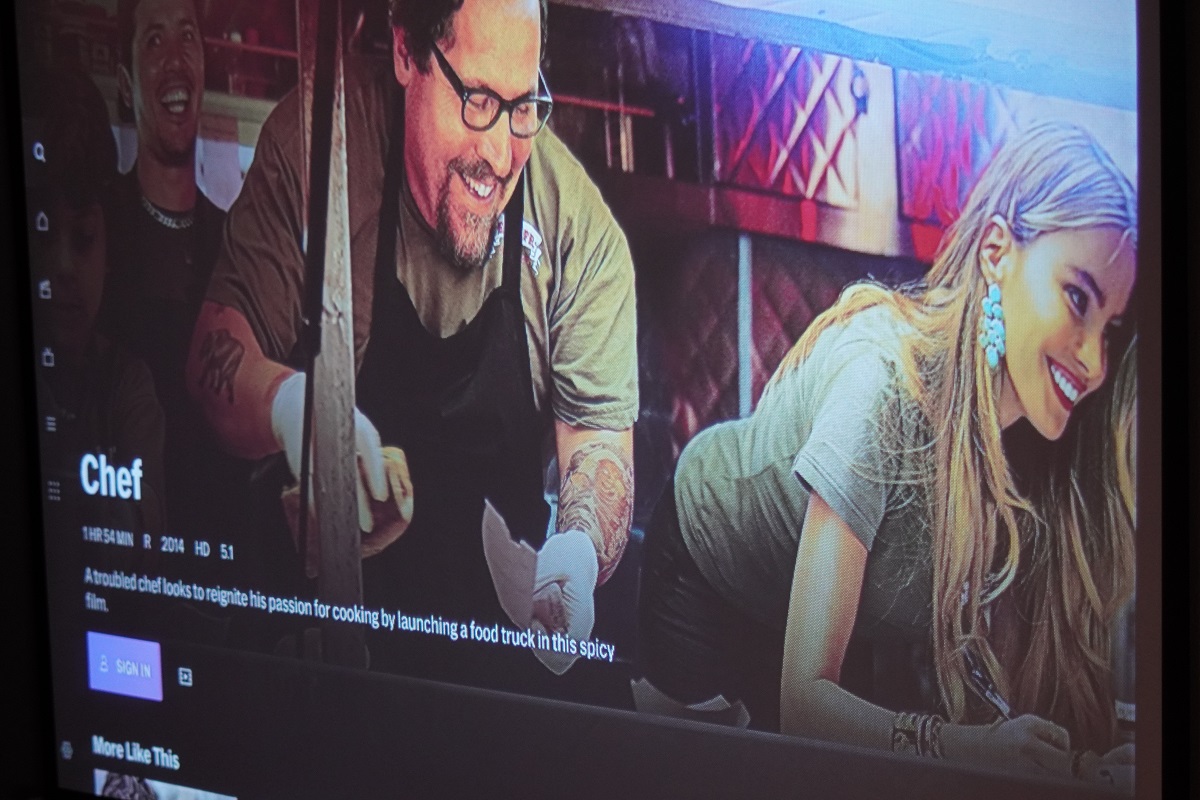 Chef
1 HR 54 MIN R 2014 HD 5.1
A troubled chef looks to reignite his passion for cooking by launching a food truck in this spicy
film.
SIGN IN
More Like This